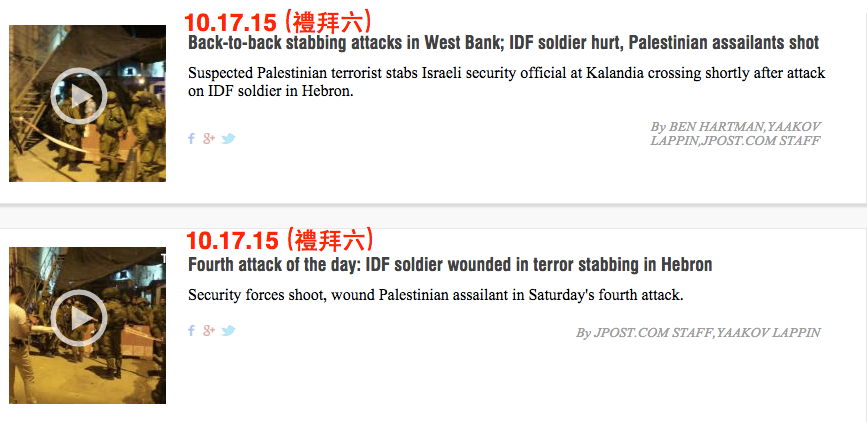 10.17.15 (禮拜六)
Back-to-back stabbing attacks in West Bank; IDF soldier hurt, Palestinian assailants shot
Suspected Palestinian terrorist stabs Israeli security official at Kalandia crossing shortly after attack
on IDF soldier in Hebron.
By BEN HARTMAN,YAAKOV
LAPPIN,JPOST.COM STAFF
10.17.15 (禮拜六)
Fourth attack of the day: IDF soldier wounded in terror stabbing in Hebron
Security forces shoot, wound Palestinian assailant in Saturday's fourth attack.
By JPOST.COM STAFF,YAAKOV LAPPIN